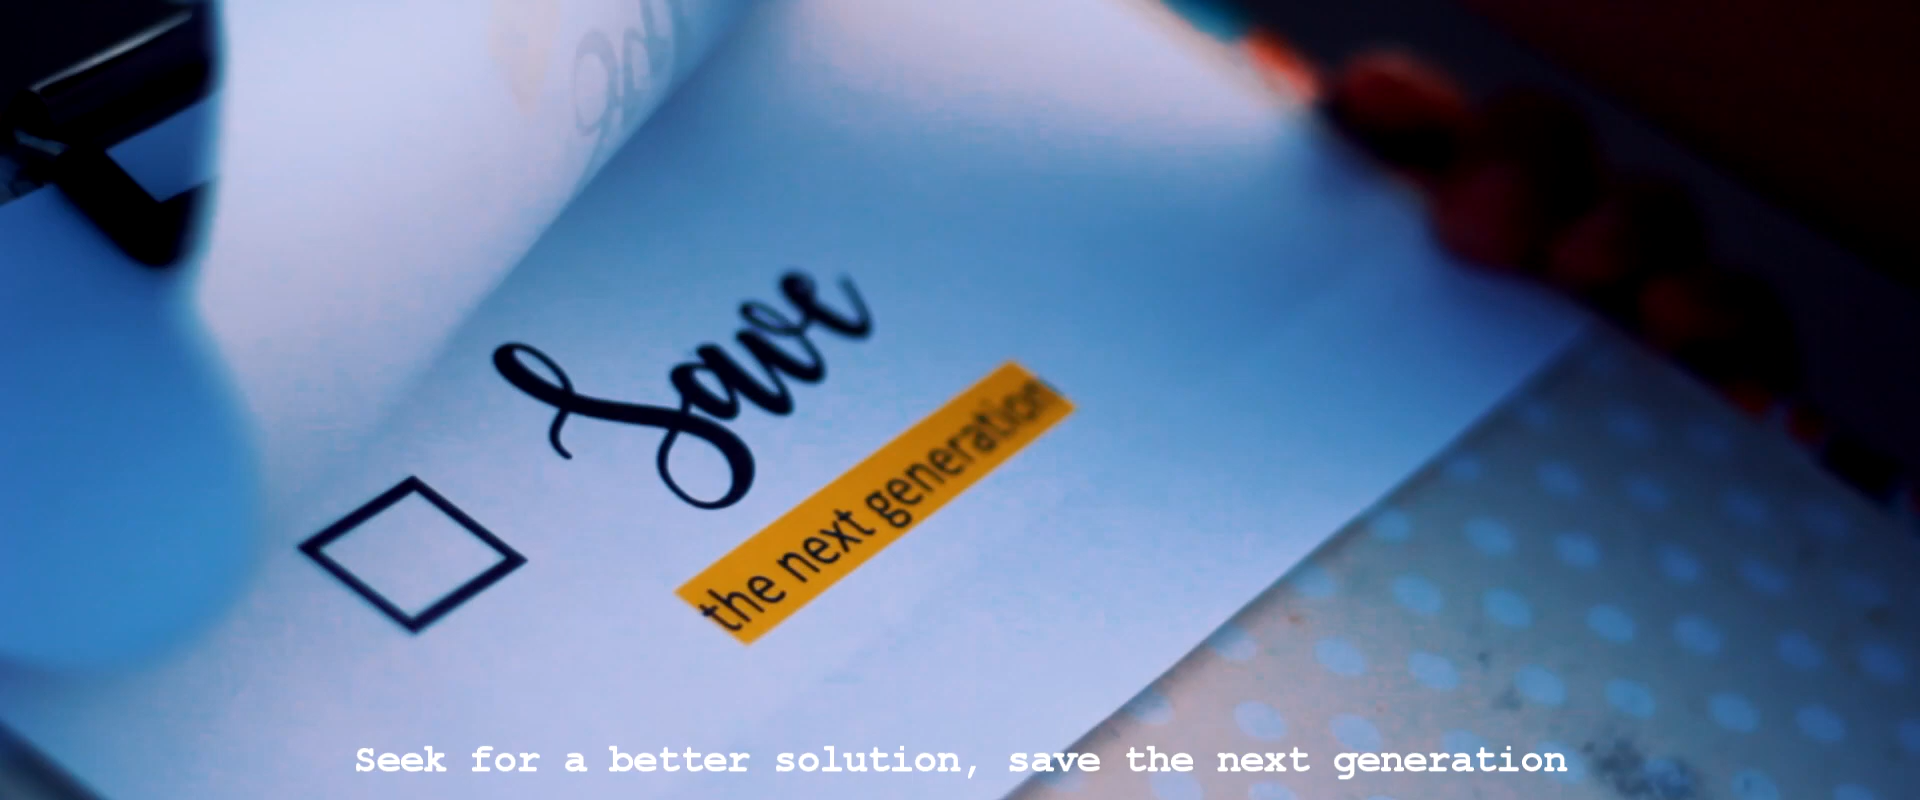 Save
the next generation
Seek for a better solution, save the next generation